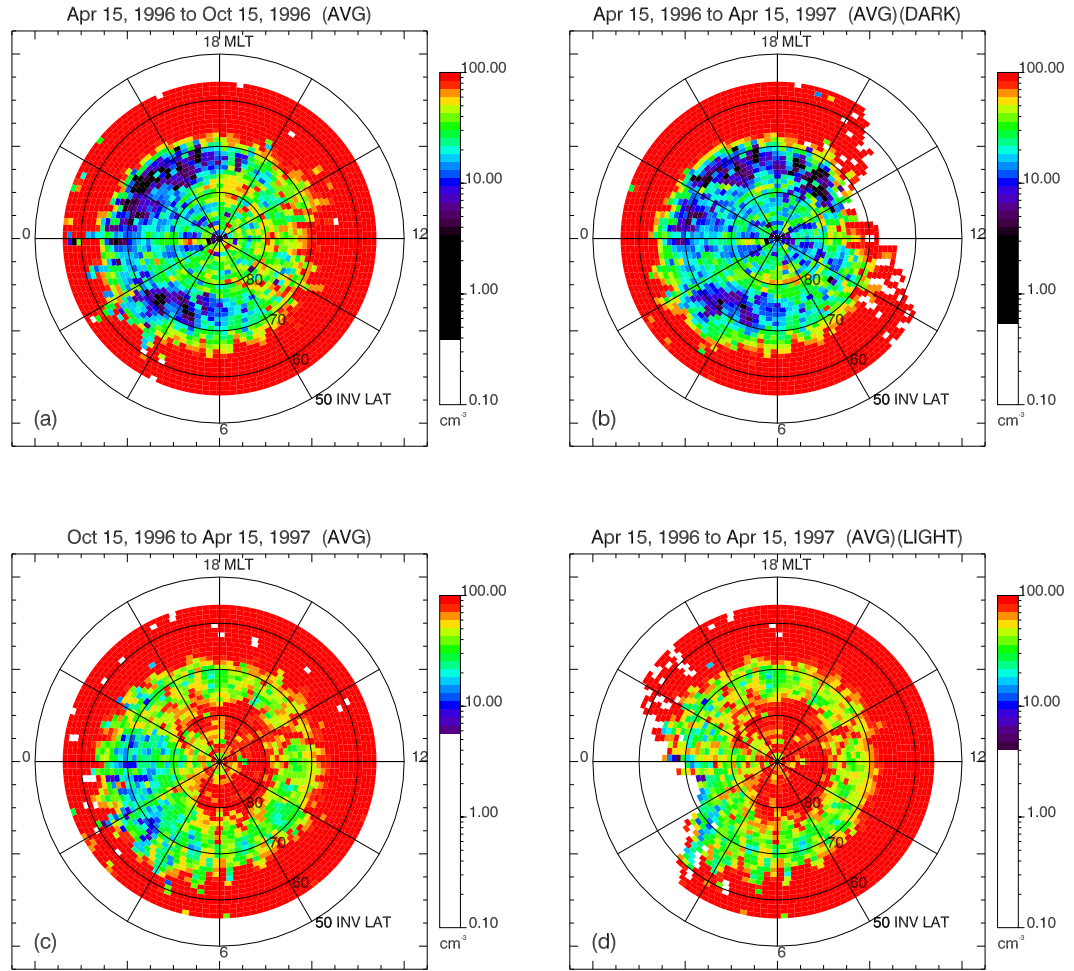 Apr 15, 1996 to Oct 15, 1996 (AVG)
18 MLT
0
12
80
70
60
50 INV LAT
6
(a)
100.00
10.00
1.00
0.10
cm⁻³
Apr 15, 1996 to Apr 15, 1997 (AVG)(DARK)
18 MLT
0
12
80
70
60
50 INV LAT
6
(b)
100.00
10.00
1.00
0.10
cm⁻³
Oct 15, 1996 to Apr 15, 1997 (AVG)
18 MLT
0
12
80
70
60
50 INV LAT
6
(c)
100.00
10.00
1.00
0.10
cm⁻³
Apr 15, 1996 to Apr 15, 1997 (AVG)(LIGHT)
18 MLT
0
12
80
70
60
50 INV LAT
6
(d)
100.00
10.00
1.00
0.10
cm⁻³